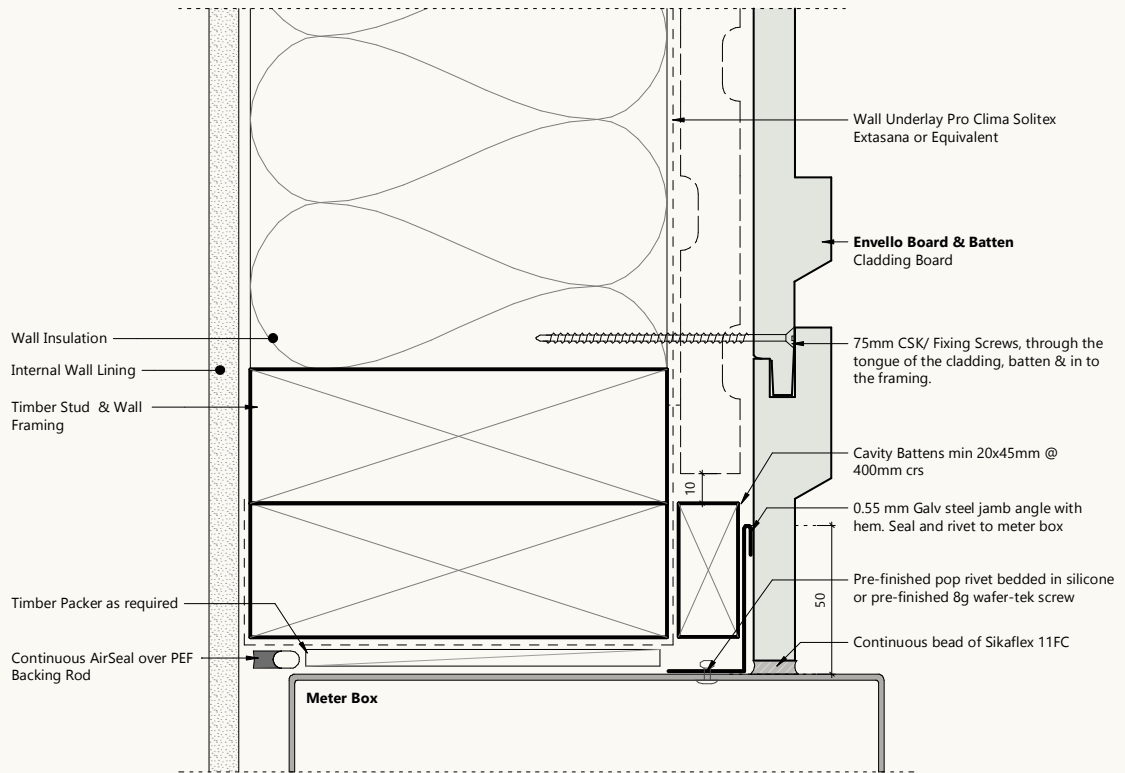 Wall Underlay Pro Clima Solitex
Extasana or Equivalent
Envello Board & Batten
Cladding Board
Wall Insulation
75mm CSK/ Fixing Screws, through the
tongue of the cladding, batten & in to
the framing.
Internal Wall Lining
Timber Stud & Wall
Framing
Cavity Battens min 20x45mm @
400mm crs
10
0.55 mm Galv steel jamb angle with
hem. Seal and rivet to meter box
Pre-finished pop rivet bedded in silicone
or pre-finished 8g wafer-tek screw
50
Timber Packer as required
Continuous bead of Sikaflex 11FC
Continuous AirSeal over PEF
Backing Rod
Meter Box